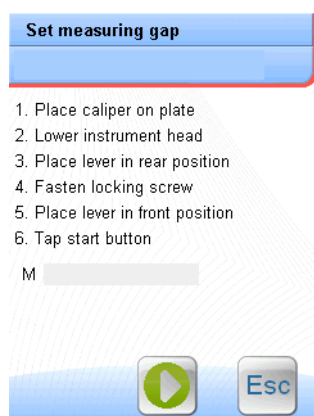 Set measuring gap
1. Place caliper on plate
2. Lower instrument head
3. Place lever in rear position
4. Fasten locking screw
5. Place lever in front position
6. Tap start button
M
Esc